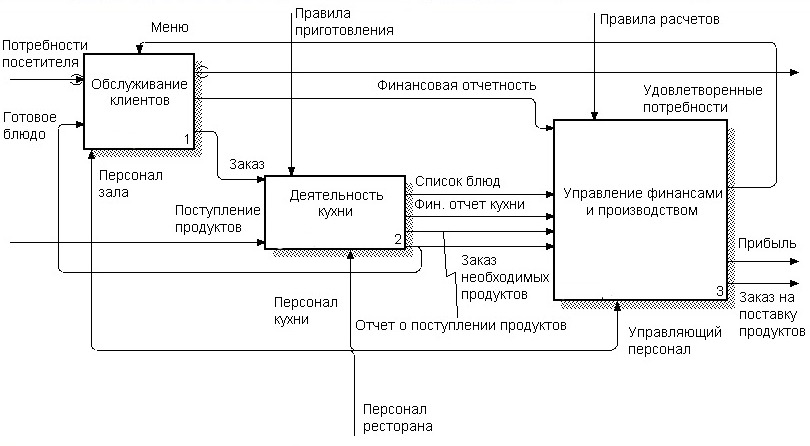 Меню
Правила
приготовления
Правила расчетов
Потребности
посетителя
Обслуживание
клиентов
1
Финансовая отчетность
Удовлетворенные
потребности
Готовое
блюдо
Персонал
зала
Заказ
Деятельность
кухни
2
Список блюд
Фин. отчет кухни
Управление финансами
и производством
3
Поступление
продуктов
Заказ
необходимых
продуктов
Прибыль
Персонал
кухни
Отчет о поступлении продуктов
Заказ на
поставку
продуктов
Управляющий
персонал
Персонал
ресторана